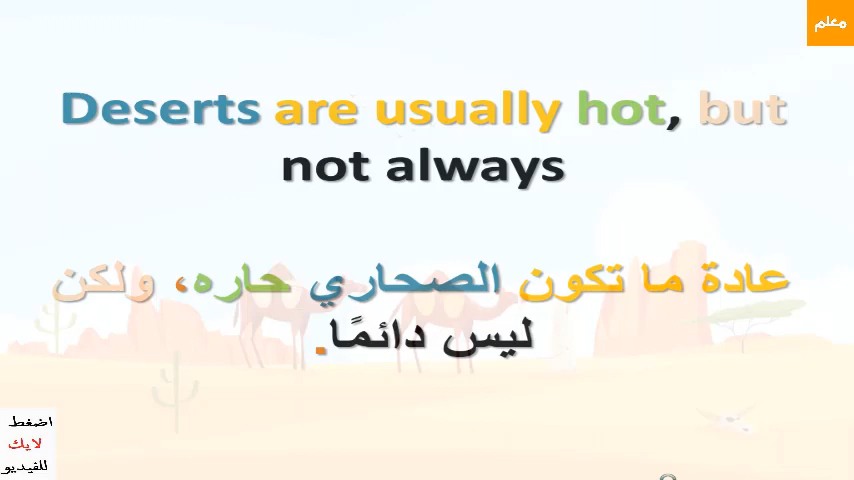 معلم
Deserts are usually hot, but
not always
عادة ما تكون الصحاري حاره، ولكن
ليس دائمًا.
اضغط
لايك
للفيديو